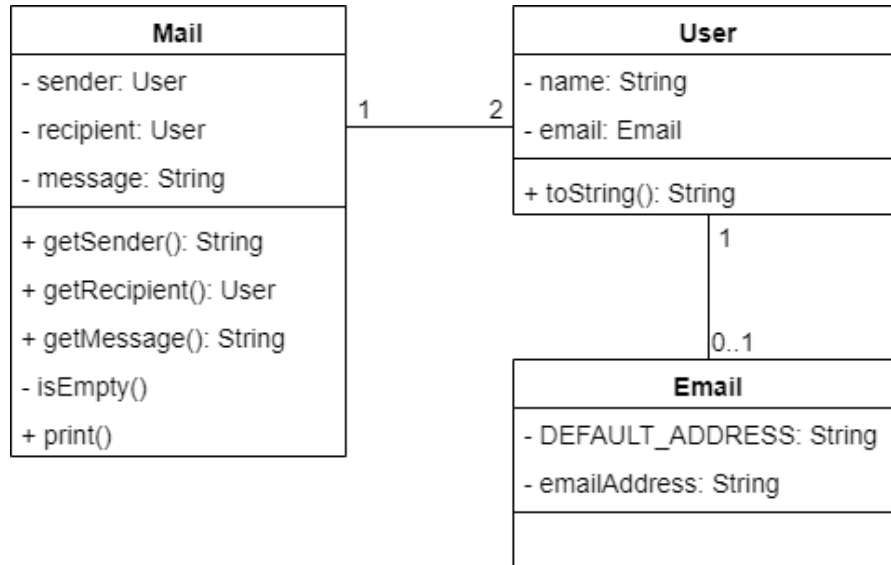 Mail
- sender: User
- recipient: User
- message: String
+ getSender(): String
+ getRecipient(): User
+ getMessage(): String
- isEmpty()
+ print()
1
2
User
- name: String
- email: Email
+ toString(): String
1
0..1
Email
- DEFAULT_ADDRESS: String
- emailAddress: String